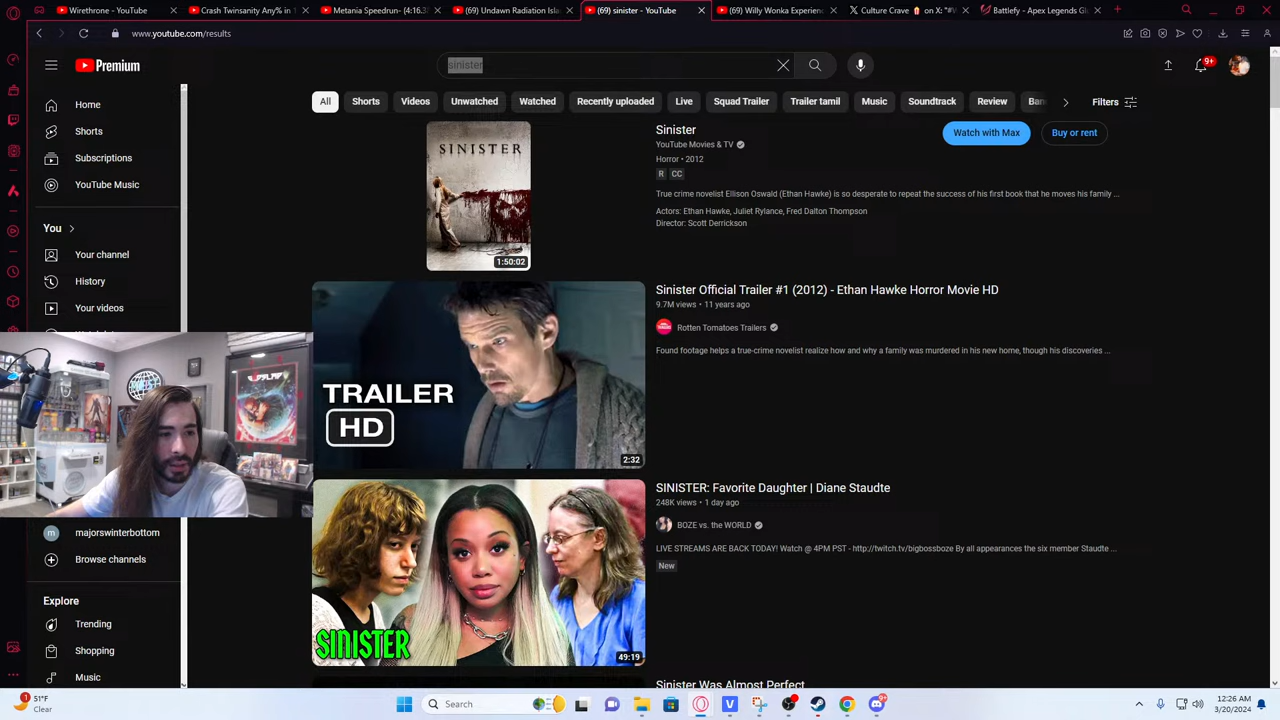 (69) Wirethrone - YouTube
Crash Twinsanity Any% in 
Metania Speedrun- (4:16.3
(69) Undawn Radiation Isla
(69) sinister - YouTube
(69) Willy Wonka Experienc
Culture Crave on X: "#W
Battlefy - Apex Legends Gl
www.youtube.com/results
Premium
sinister
9+
All
Shorts
Videos
Unwatched
Watched
Recently uploaded
Live
Squad Trailer
Trailer tamil
Music
Soundtrack
Review
Ban
Filters
Home
Shorts
Subscriptions
YouTube Music
You
Your channel
History
Your videos
majorswinterbottom
Browse channels
Explore
Trending
Shopping
Music
SINISTER
1:50:02
Sinister
YouTube Movies & TV
Horror • 2012
R CC
True crime novelist Ellison Oswald (Ethan Hawke) is so desperate to repeat the success of his first book that he moves his family ...
Actors: Ethan Hawke, Juliet Rylance, Fred Dalton Thompson
Director: Scott Derrickson
Watch with Max
Buy or rent
TRAILER
HD
2:32
Sinister Official Trailer #1 (2012) - Ethan Hawke Horror Movie HD
9.7M views • 11 years ago
Rotten Tomatoes Trailers
Found footage helps a true-crime novelist realize how and why a family was murdered in his new home, though his discoveries ...
SINISTER
49:19
SINISTER: Favorite Daughter | Diane Staudte
248K views • 1 day ago
BOZE vs. the WORLD
LIVE STREAMS ARE BACK TODAY! Watch @ 4PM PST - http://twitch.tv/bigbossboze By all appearances the six member Staudte ...
New
Sinister Was Almost Perfect
1
51°F
Clear
Search
9+
12:26 AM
3/20/2024